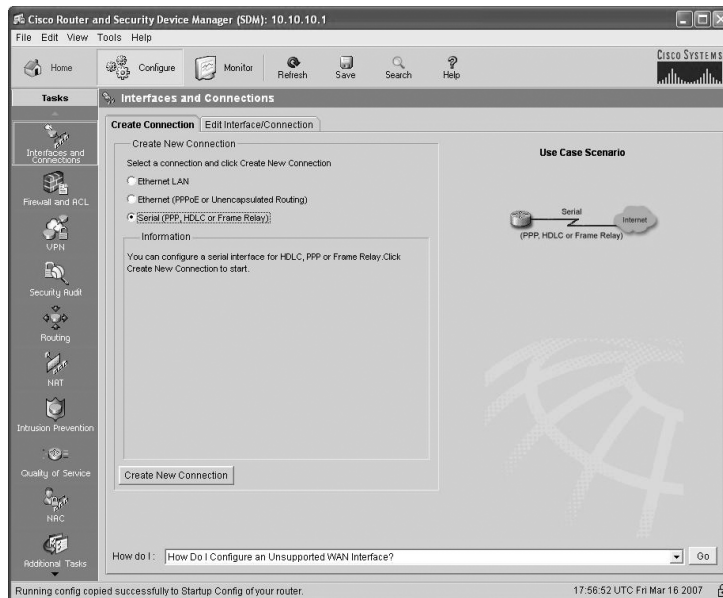 Cisco Router and Security Device Manager (SDM): 10.10.10.1
File Edit View Tools Help
Home Configure Monitor Refresh Save Search Help
CISCO SYSTEMS
Tasks
Interfaces and Connections
Interfaces and Connections
Firewall and ACL
VPN
Security Audit
Routing
NAT
Intrusion Prevention
Quality of Service
NAC
Additional Tasks
Create Connection Edit Interface/Connection
Create New Connection
Select a connection and click Create New Connection
Ethernet LAN
Ethernet (PPPoE or Unencapsulated Routing)
Serial (PPP, HDLC or Frame Relay)
Information
You can configure a serial interface for HDLC, PPP or Frame Relay.Click
Create New Connection to start.
Create New Connection
Use Case Scenario
Serial
Internet
(PPP, HDLC or Frame Relay)
How do I: How Do I Configure an Unsupported WAN Interface? Go
Running config copied successfully to Startup Config of your router. 17:56:52 UTC Fri Mar 16 2007